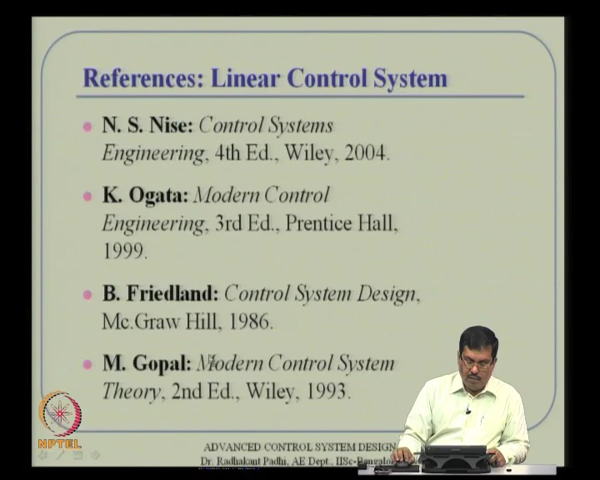 References: Linear Control System
N. S. Nise: Control Systems
Engineering, 4th Ed., Wiley, 2004.
K. Ogata: Modern Control
Engineering, 3rd Ed., Prentice Hall,
1999.
B. Friedland: Control System Design,
Mc.Graw Hill, 1986.
M. Gopal: Modern Control System
Theory, 2nd Ed., Wiley, 1993.
NPTEL
ADVANCED CONTROL SYSTEM DESIGN
Dr. Radhakant Padhi, AE Dept., IISc-Bangalo